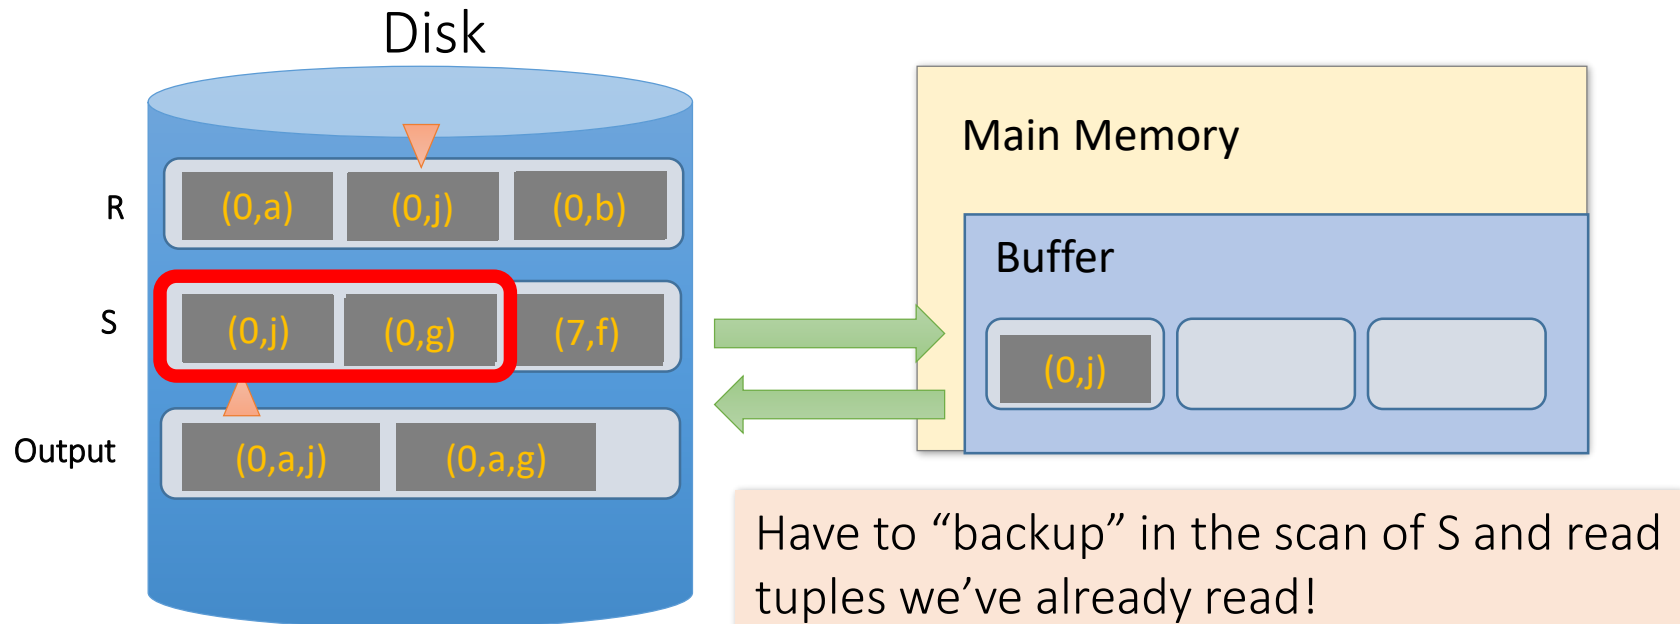 Disk
Main Memory
R
(0,a) (0,j) (0,b)
Buffer
S
(0,j) (0,g) (7,f)
(0,j)
Output
(0,a,j) (0,a,g)
Have to “backup” in the scan of S and read
tuples we’ve already read!